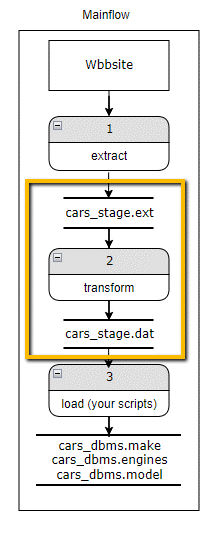 Mainflow
Wbbsite
1
extract
cars_stage.ext
2
transform
cars_stage.dat
3
load (your scripts)
cars_dbms.make
cars_dbms.engines
cars_dbms.model